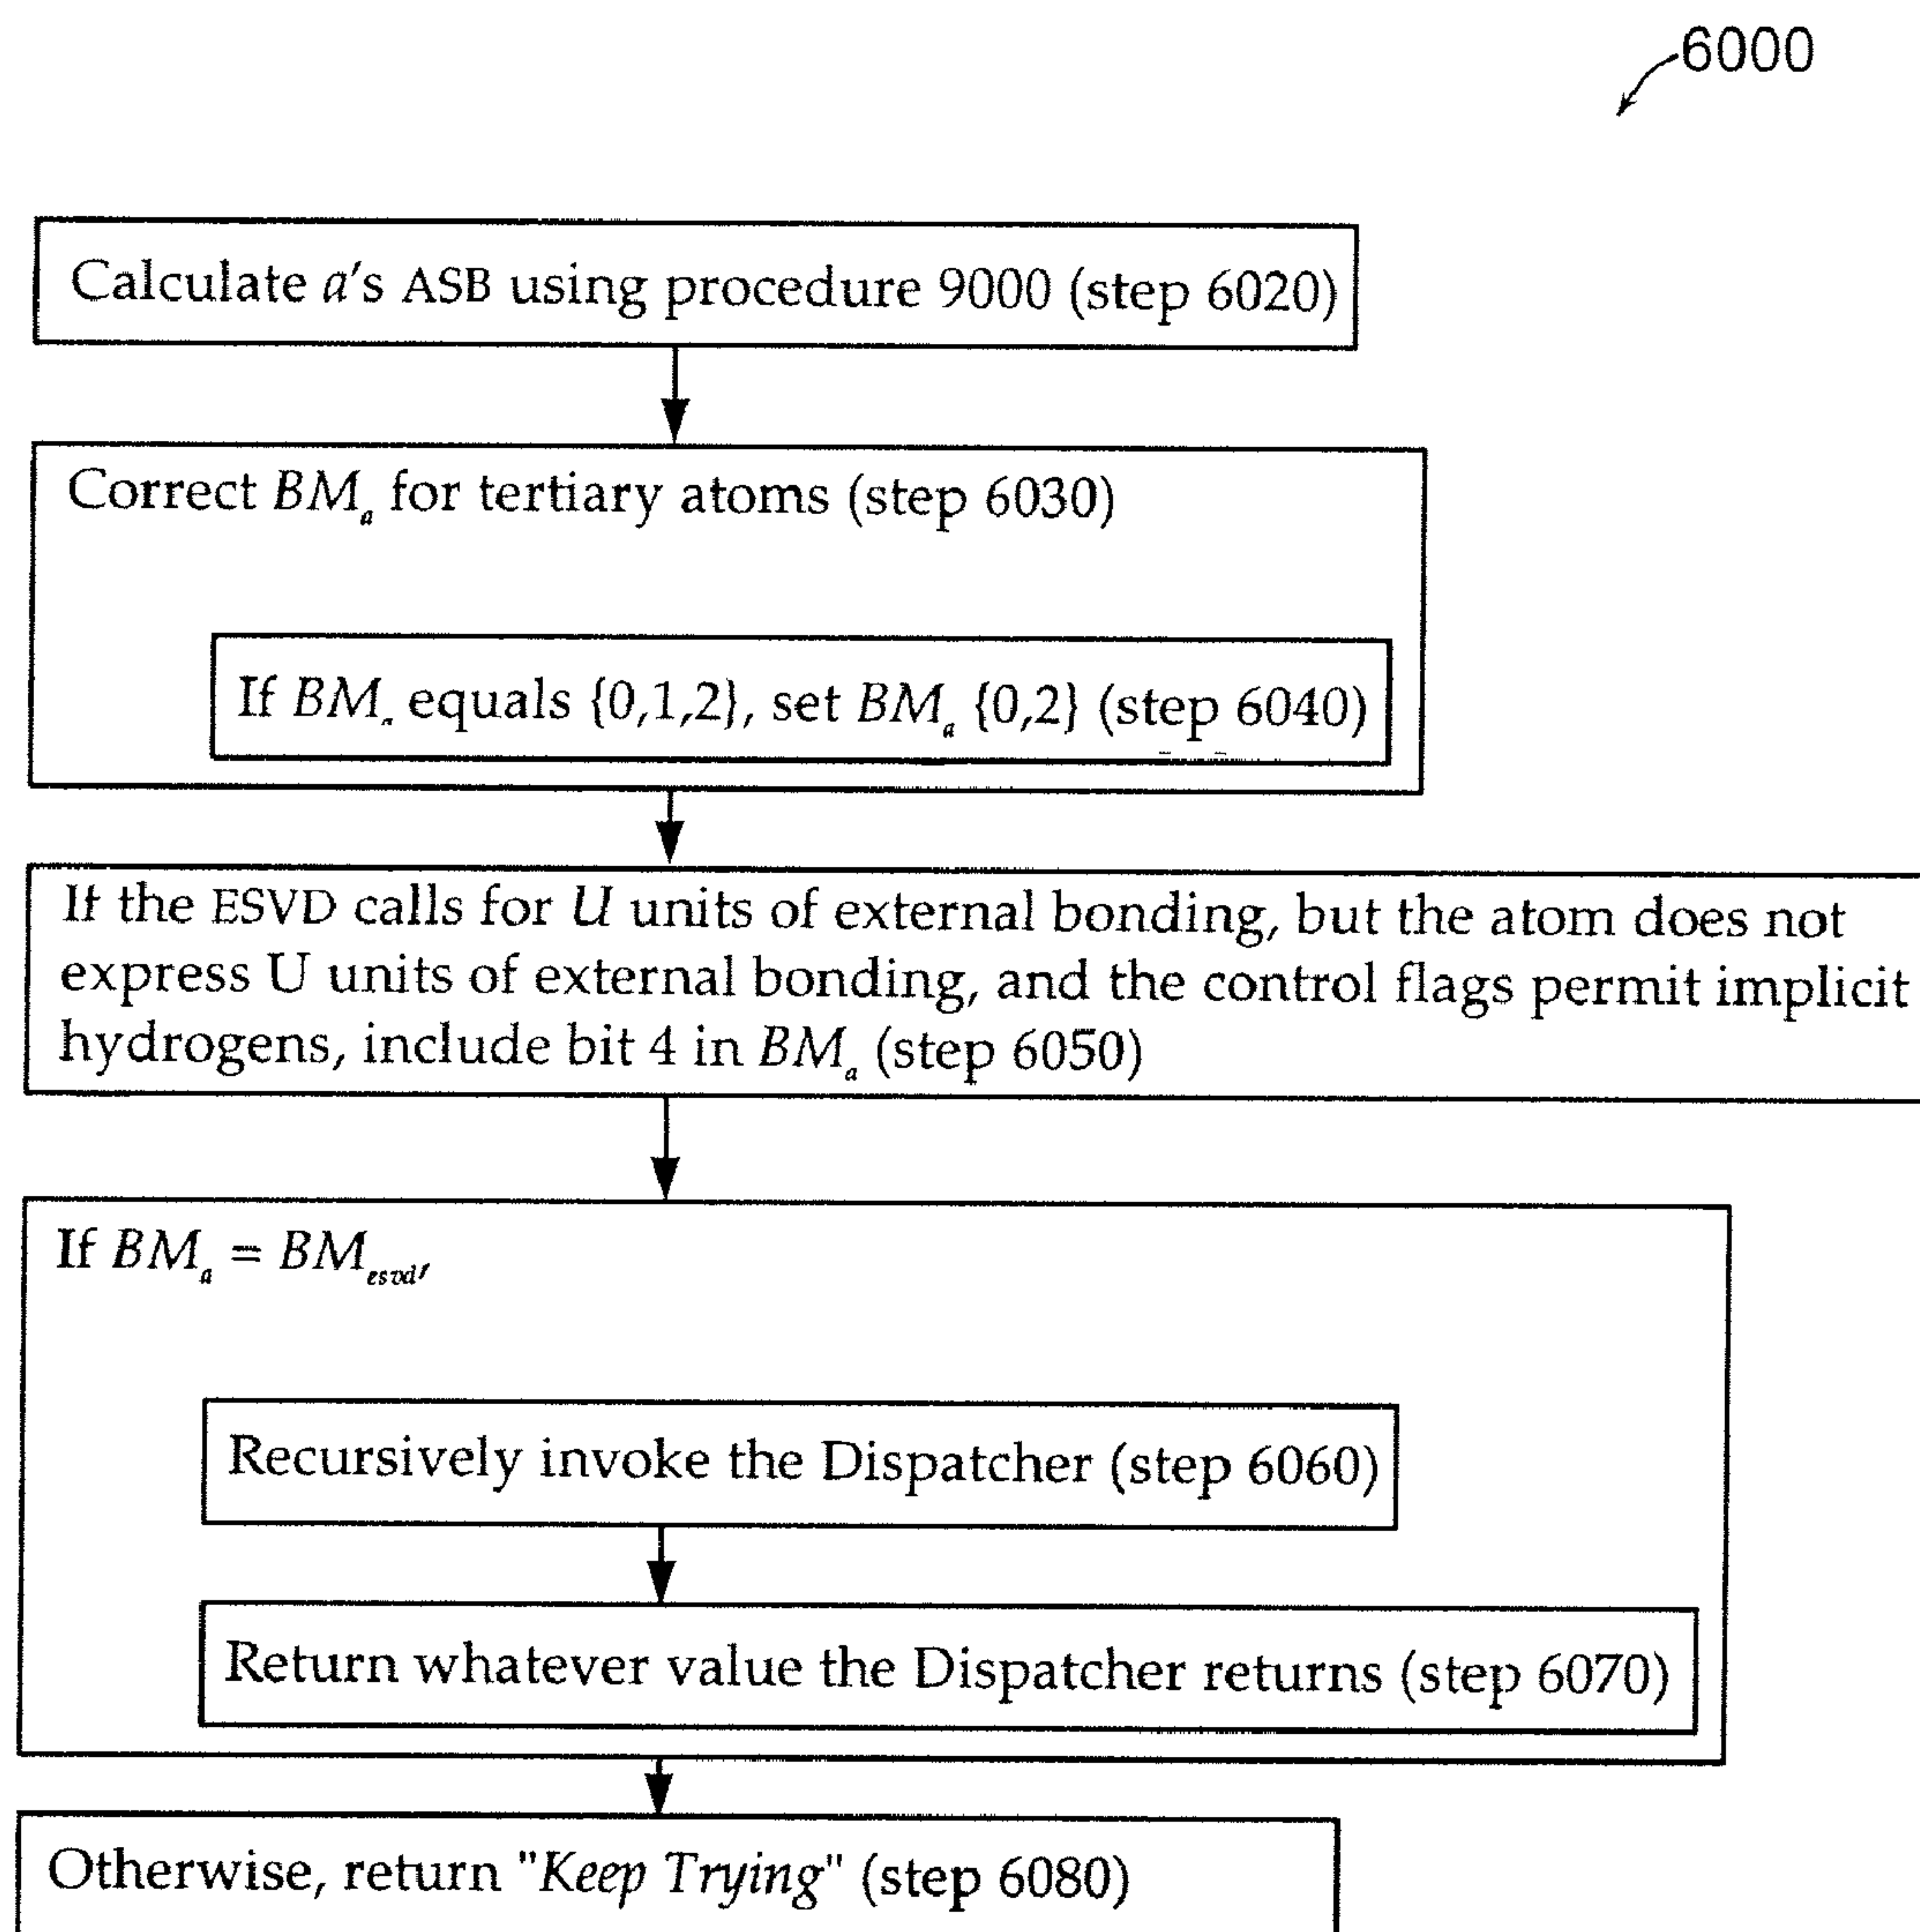 6000
Calculate a's ASB using procedure 9000 (step 6020)
Correct BMa for tertiary atoms (step 6030)
If BMa equals {0,1,2}, set BMa {0,2} (step 6040)
If the ESVD calls for U units of external bonding, but the atom does not
express U units of external bonding, and the control flags permit implicit
hydrogens, include bit 4 in BMa (step 6050)
If BMa = BMesvd,
Recursively invoke the Dispatcher (step 6060)
Return whatever value the Dispatcher returns (step 6070)
Otherwise, return "Keep Trying" (step 6080)